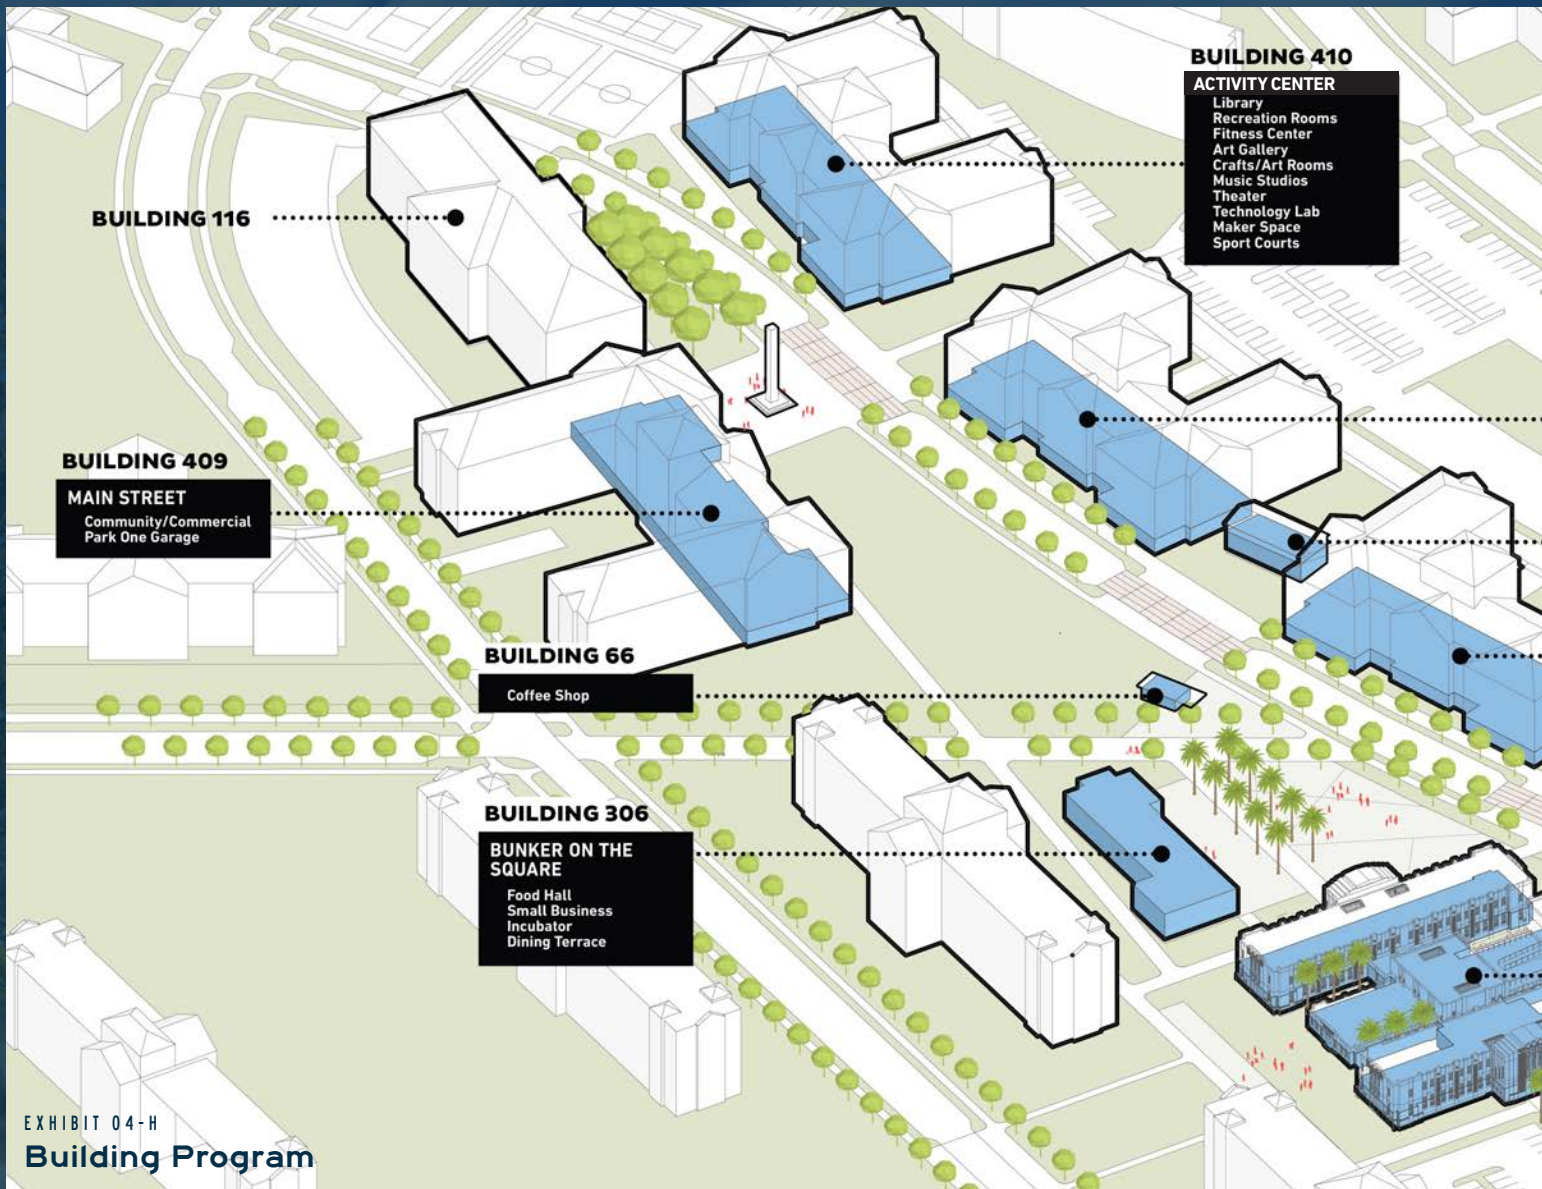 BUILDING 410
ACTIVITY CENTER
Library
Recreation Rooms
Fitness Center
Art Gallery
Crafts/Art Rooms
Music Studios
Theater
Technology Lab
Maker Space
Sport Courts
BUILDING 116
BUILDING 409
MAIN STREET
Community/Commercial
Park One Garage
BUILDING 66
Coffee Shop
BUILDING 306
BUNKER ON THE
SQUARE
Food Hall
Small Business
Incubator
Dining Terrace
EXHIBIT 04-H
Building Program